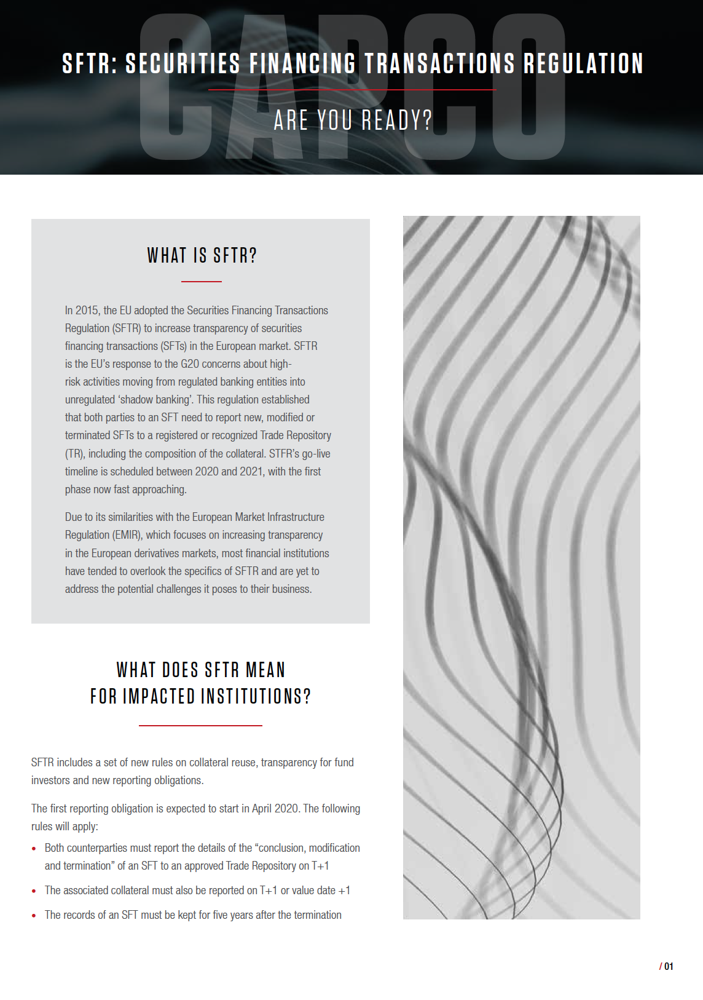 CAPCO
SFTR: SECURITIES FINANCING TRANSACTIONS REGULATION
ARE YOU READY?
WHAT IS SFTR?
In 2015, the EU adopted the Securities Financing Transactions
Regulation (SFTR) to increase transparency of securities
financing transactions (SFTs) in the European market. SFTR
is the EU’s response to the G20 concerns about high-
risk activities moving from regulated banking entities into
unregulated ‘shadow banking’. This regulation established
that both parties to an SFT need to report new, modified or
terminated SFTs to a registered or recognized Trade Repository
(TR), including the composition of the collateral. STFR’s go-live
timeline is scheduled between 2020 and 2021, with the first
phase now fast approaching.
Due to its similarities with the European Market Infrastructure
Regulation (EMIR), which focuses on increasing transparency
in the European derivatives markets, most financial institutions
have tended to overlook the specifics of SFTR and are yet to
address the potential challenges it poses to their business.
WHAT DOES SFTR MEAN
FOR IMPACTED INSTITUTIONS?
SFTR includes a set of new rules on collateral reuse, transparency for fund
investors and new reporting obligations.
The first reporting obligation is expected to start in April 2020. The following
rules will apply:
• Both counterparties must report the details of the “conclusion, modification
and termination” of an SFT to an approved Trade Repository on T+1
• The associated collateral must also be reported on T+1 or value date +1
• The records of an SFT must be kept for five years after the termination
/ 01